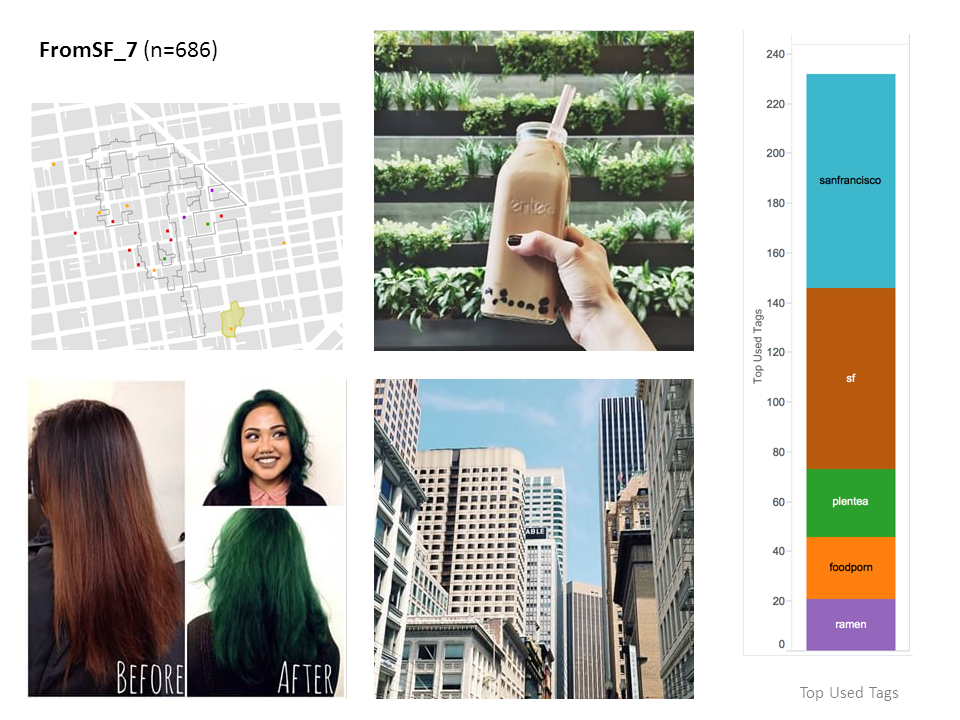 FromSF_7 (n=686)
BEFORE
AFTER
ABLE
240
220
200
180
160
140
120
100
80
60
40
20
0
Top Used Tags
sanfrancisco
sf
plentea
foodporn
ramen
Top Used Tags